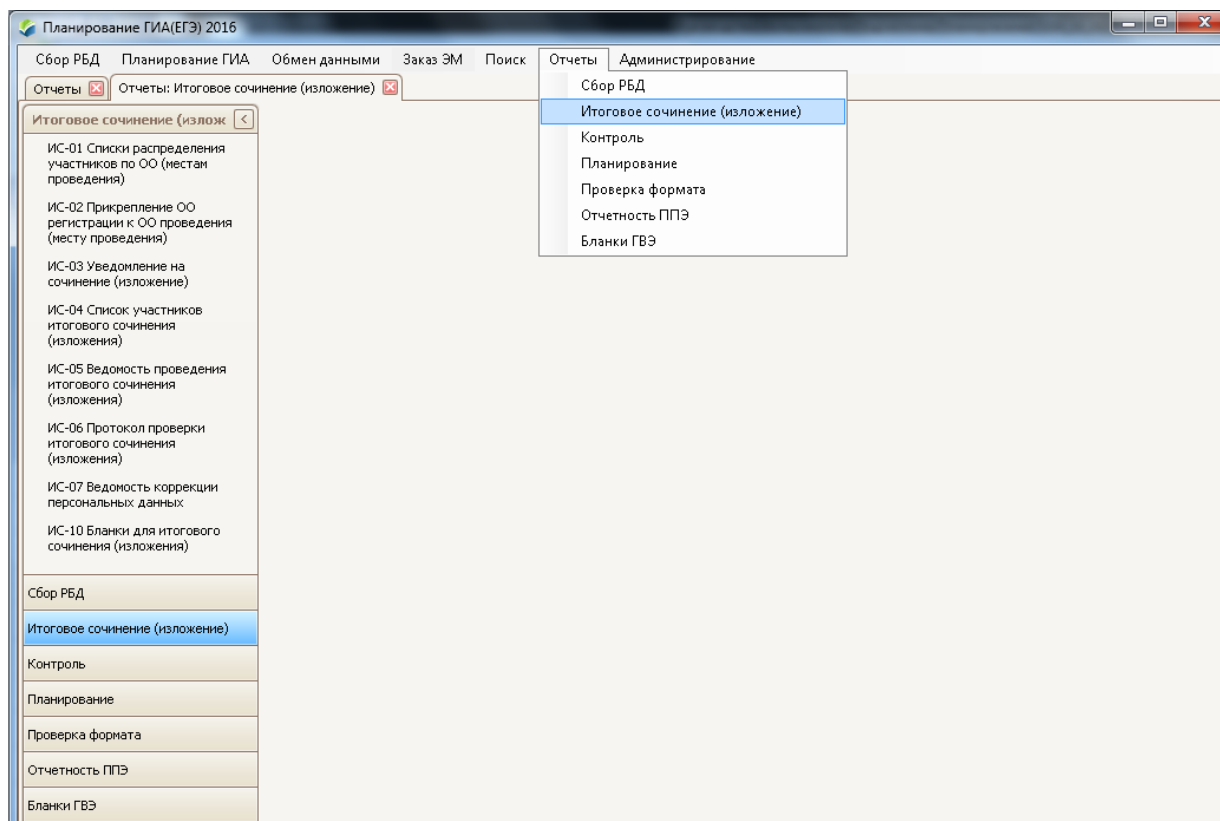 Планирование ГИА(ЕГЭ) 2016
Сбор РБД Планирование ГИА Обмен данными Заказ ЭМ Поиск Отчеты Администрирование
Отчеты Отчеты: Итоговое сочинение (изложение)
Сбор РБД
Итоговое сочинение (изложение)
Контроль
Планирование
Проверка формата
Отчетность ППЭ
Бланки ГВЭ
Итоговое сочинение (излож
ИС-01 Списки распределения
участников по ОО (местам
проведения)
ИС-02 Прикрепление ОО
регистрации к ОО проведения
(месту проведения)
ИС-03 Уведомление на
сочинение (изложение)
ИС-04 Список участников
итогового сочинения
(изложения)
ИС-05 Ведомость проведения
итогового сочинения
(изложения)
ИС-06 Протокол проверки
итогового сочинения
(изложения)
ИС-07 Ведомость коррекции
персональных данных
ИС-10 Бланки для итогового
сочинения (изложения)
Сбор РБД
Итоговое сочинение (изложение)
Контроль
Планирование
Проверка формата
Отчетность ППЭ
Бланки ГВЭ